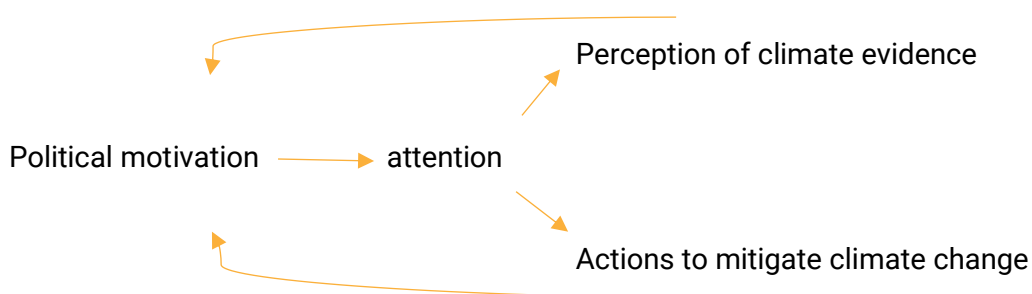 Perception of climate evidence
Political motivation
attention
Actions to mitigate climate change